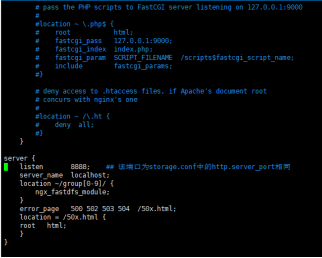 # pass the PHP scripts to FastCGI server listening on 127.0.0.1:9000
#
#location ~ \.php$ {
#    root           html;
#    fastcgi_pass   127.0.0.1:9000;
#    fastcgi_index  index.php;
#    fastcgi_param  SCRIPT_FILENAME  /scripts$fastcgi_script_name;
#    include        fastcgi_params;
#}

# deny access to .htaccess files, if Apache's document root
# concurs with nginx's one
#
#location ~ /\.ht {
#    deny  all;
#}
}

server {
listen       8888;    ## 该端口为storage.conf中的http.server_port相同
server_name  localhost;
location ~/group[0-9]/ {
ngx_fastdfs_module;
}
error_page   500 502 503 504  /50x.html;
location = /50x.html {
root   html;
}
}